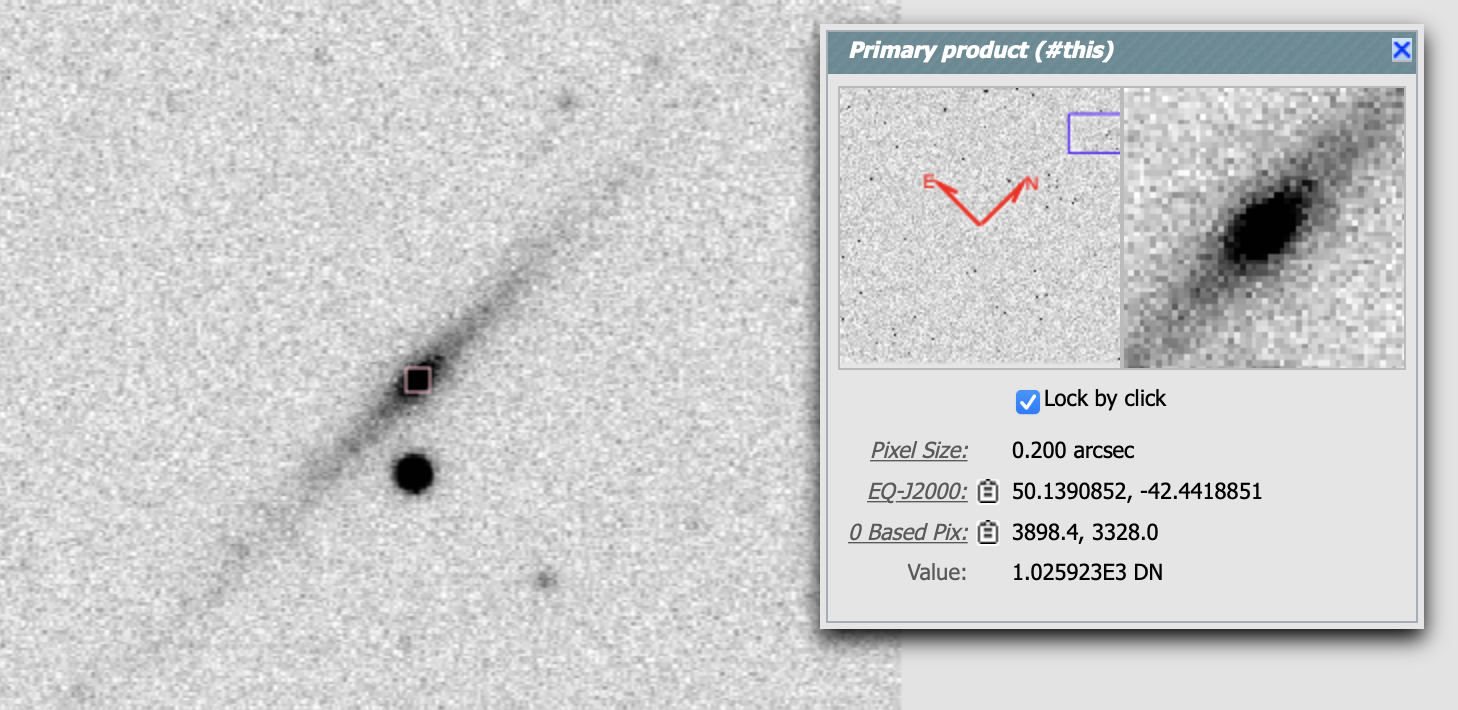 Primary product (#this)
E N
Lock by click
Pixel Size: 0.200 arcsec
EQ-J2000: 50.1390852, -42.4418851
0 Based Pix: 3898.4, 3328.0
Value: 1.025923E3 DN